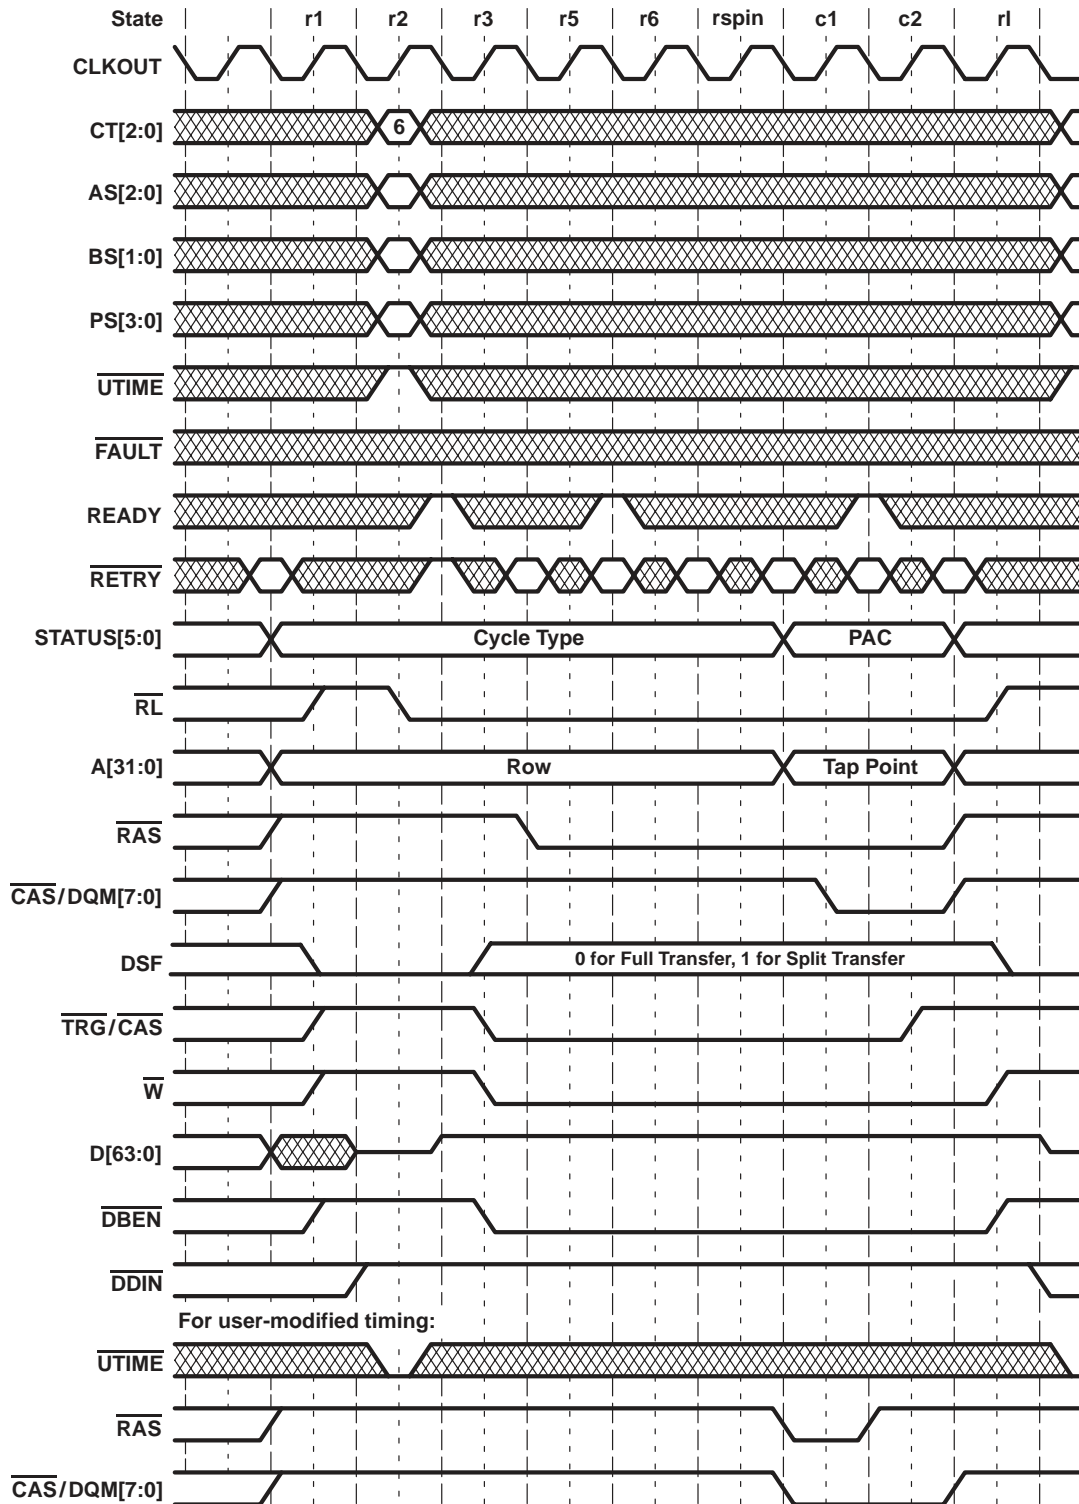 State r1 r2 r3 r5 r6 rspin c1 c2 rl
CLKOUT
CT[2:0] 6
AS[2:0]
BS[1:0]
PS[3:0]
UTIME
FAULT
READY
RETRY
STATUS[5:0] Cycle Type PAC
RL
A[31:0] Row Tap Point
RAS
CAS/DQM[7:0]
DSF 0 for Full Transfer, 1 for Split Transfer
TRG/CAS
W
D[63:0]
DBEN
DDIN
For user-modified timing:
UTIME
RAS
CAS/DQM[7:0]